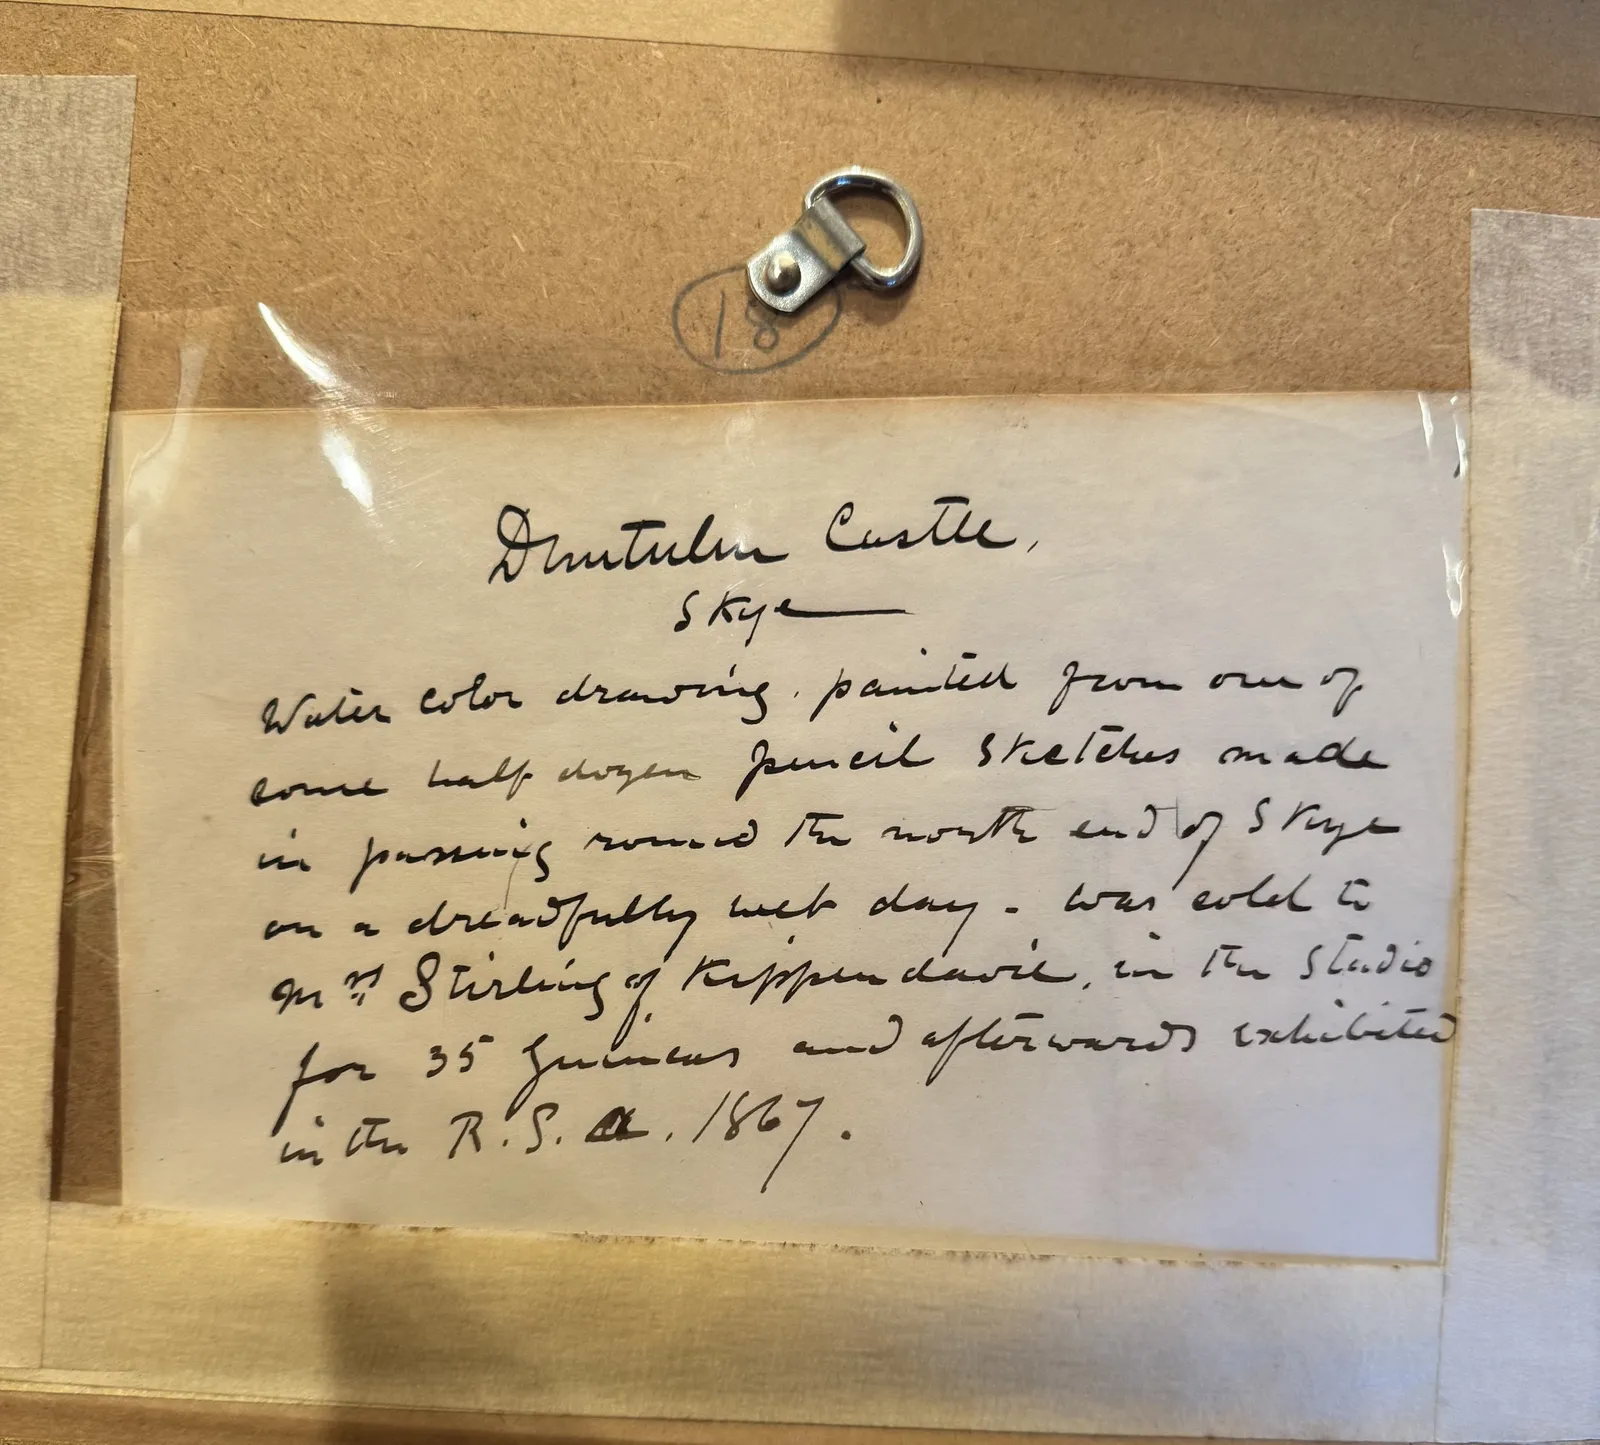 18
Duntulm Castle,
Skye
Water color drawing. painted from one of
some half dozen pencil sketches made
in passing round the north end of Skye
on a dreadfully wet day - was sold to
Mrs Stirling of Kippendavie, in the studio
for 35 Guineas and afterwards exhibited
in the R. S. A. 1867.